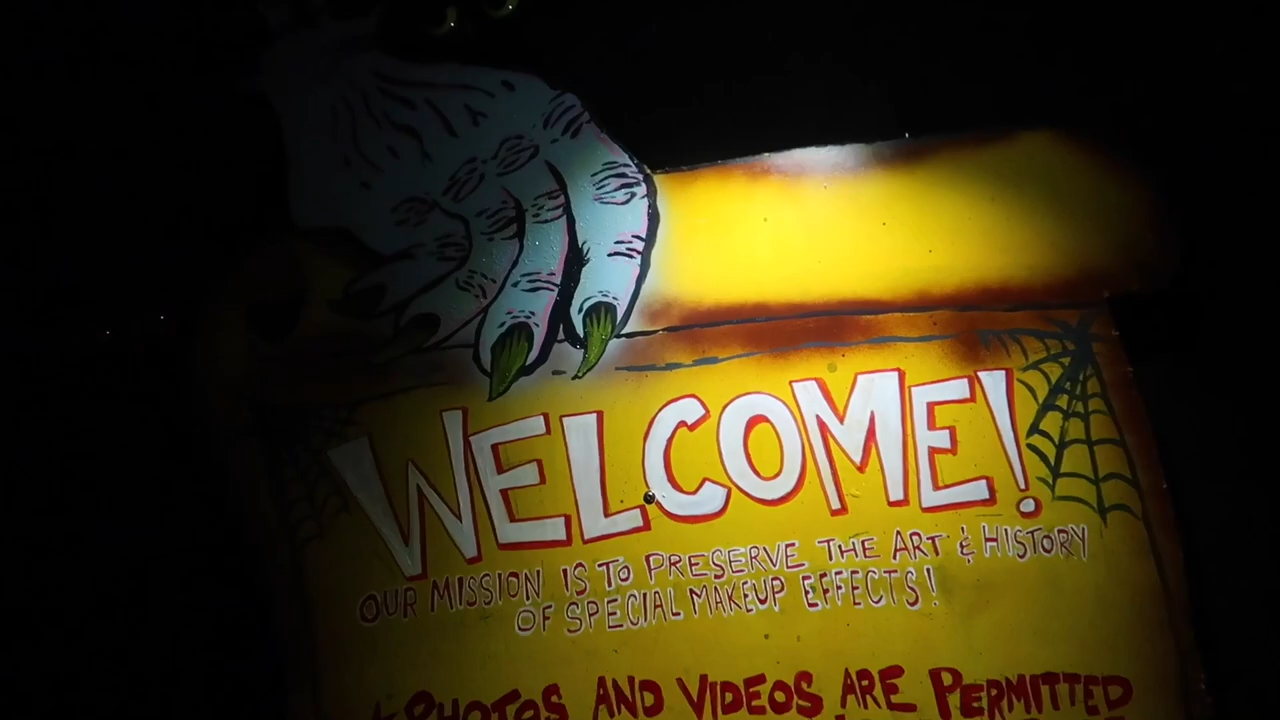 WELCOME!
OUR MISSION IS TO PRESERVE THE ART & HISTORY
OF SPECIAL MAKEUP EFFECTS!
PHOTOS AND VIDEOS ARE PERMITTED